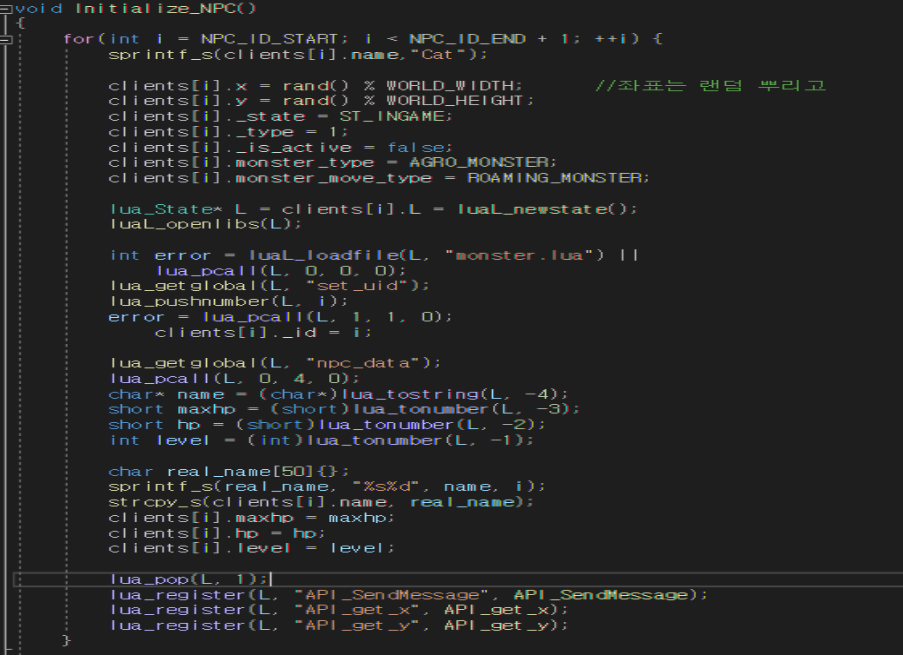 void Initialize_NPC()
{
for(int i = NPC_ID_START; i < NPC_ID_END + 1; ++i) {
sprintf_s(clients[i].name,"Cat");
clients[i].x = rand() % WORLD_WIDTH; //좌표는 랜덤 뿌리고
clients[i].y = rand() % WORLD_HEIGHT;
clients[i]._state = ST_INGAME;
clients[i]._type = 1;
clients[i]._is_active = false;
clients[i].monster_type = AGRO_MONSTER;
clients[i].monster_move_type = ROAMING_MONSTER;
lua_State* L = clients[i].L = luaL_newstate();
luaL_openlibs(L);
int error = luaL_loadfile(L, "monster.lua") ||
lua_pcall(L, 0, 0, 0);
lua_getglobal(L, "set_uid");
lua_pushnumber(L, i);
error = lua_pcall(L, 1, 1, 0);
clients[i]._id = i;
lua_getglobal(L, "npc_data");
lua_pcall(L, 0, 4, 0);
char* name = (char*)lua_tostring(L, -4);
short maxhp = (short)lua_tonumber(L, -3);
short hp = (short)lua_tonumber(L, -2);
int level = (int)lua_tonumber(L, -1);
char real_name[50]{};
sprintf_s(real_name, "%s%d", name, i);
strcpy_s(clients[i].name, real_name);
clients[i].maxhp = maxhp;
clients[i].hp = hp;
clients[i].level = level;
lua_pop(L, 1);
lua_register(L, "API_SendMessage", API_SendMessage);
lua_register(L, "API_get_x", API_get_x);
lua_register(L, "API_get_y", API_get_y);
}